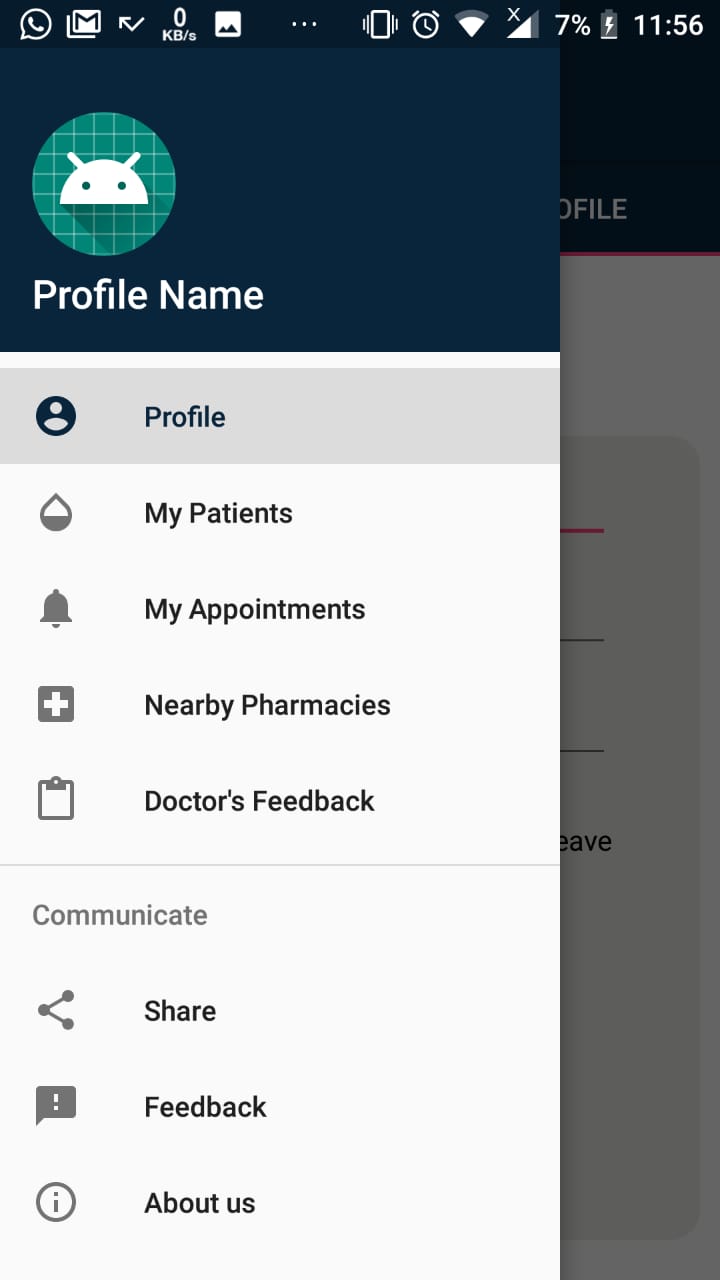 0 KB/s ... X 7% 11:56
OFILE
Profile Name
Profile
My Patients
My Appointments
Nearby Pharmacies
Doctor's Feedback
eave
Communicate
Share
Feedback
About us